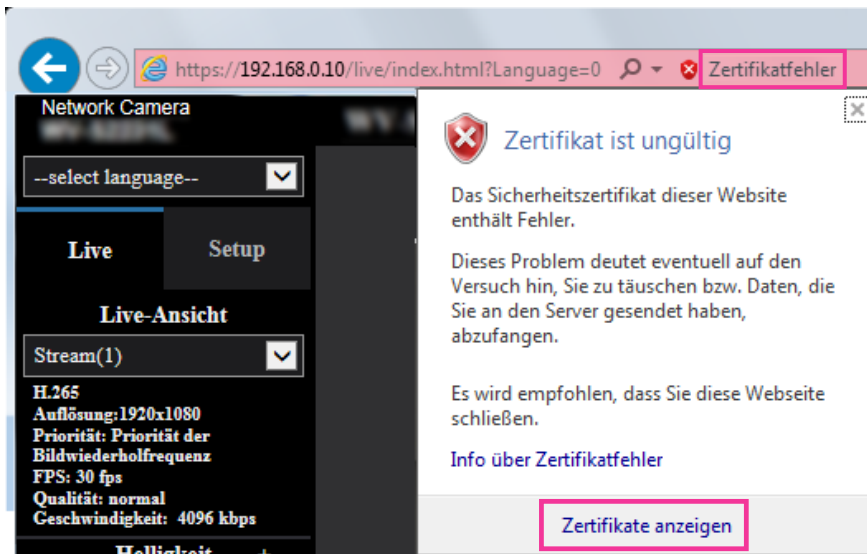 https://192.168.0.10/live/index.html?Language=0
Zertifikatfehler
Network Camera
--select language--
Live
Setup
Live-Ansicht
Stream(1)
H.265
Auflösung:1920x1080
Priorität: Priorität der
Bildwiederholfrequenz
FPS: 30 fps
Qualität: normal
Geschwindigkeit: 4096 kbps
Helligkeit +
Zertifikat ist ungültig
Das Sicherheitszertifikat dieser Website
enthält Fehler.
Dieses Problem deutet eventuell auf den
Versuch hin, Sie zu täuschen bzw. Daten, die
Sie an den Server gesendet haben,
abzufangen.
Es wird empfohlen, dass Sie diese Webseite
schließen.
Info über Zertifikatfehler
Zertifikate anzeigen